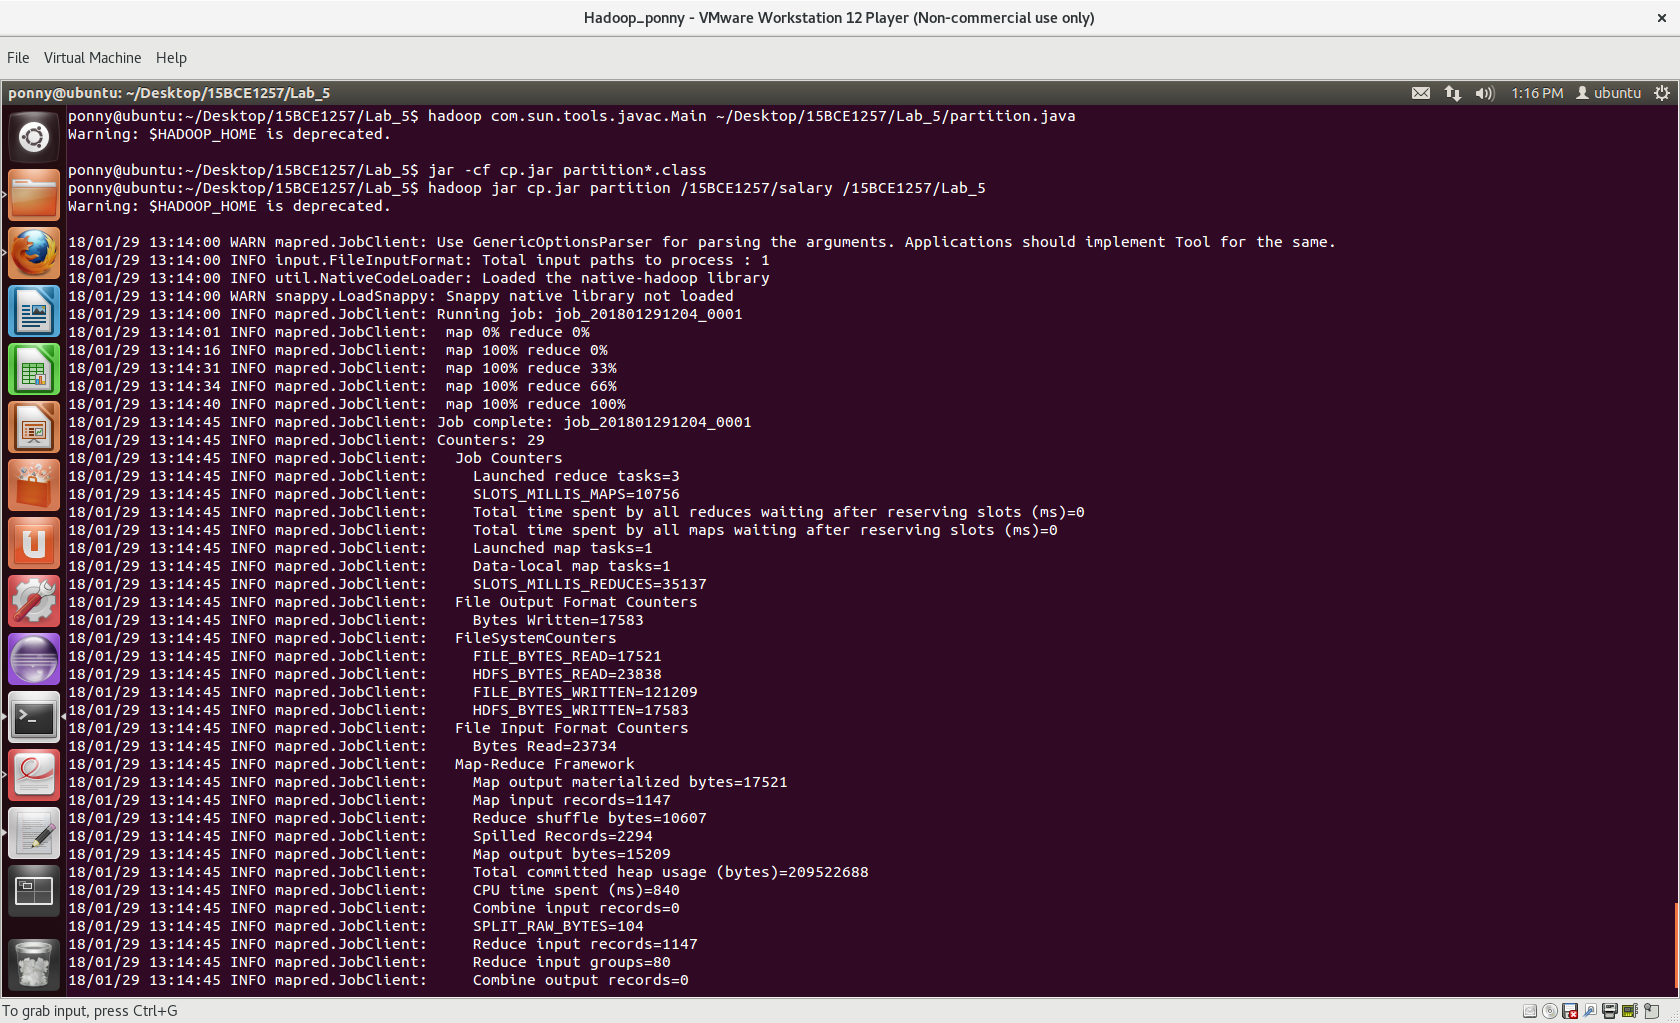 Hadoop_ponny - VMware Workstation 12 Player (Non-commercial use only)
File Virtual Machine Help
ponny@ubuntu: ~/Desktop/15BCE1257/Lab_5
1:16 PM ubuntu
ponny@ubuntu:~/Desktop/15BCE1257/Lab_5$ hadoop com.sun.tools.javac.Main ~/Desktop/15BCE1257/Lab_5/partition.java
Warning: $HADOOP_HOME is deprecated.
ponny@ubuntu:~/Desktop/15BCE1257/Lab_5$ jar -cf cp.jar partition*.class
ponny@ubuntu:~/Desktop/15BCE1257/Lab_5$ hadoop jar cp.jar partition /15BCE1257/salary /15BCE1257/Lab_5
Warning: $HADOOP_HOME is deprecated.
18/01/29 13:14:00 WARN mapred.JobClient: Use GenericOptionsParser for parsing the arguments. Applications should implement Tool for the same.
18/01/29 13:14:00 INFO input.FileInputFormat: Total input paths to process : 1
18/01/29 13:14:00 INFO util.NativeCodeLoader: Loaded the native-hadoop library
18/01/29 13:14:00 WARN snappy.LoadSnappy: Snappy native library not loaded
18/01/29 13:14:00 INFO mapred.JobClient: Running job: job_201801291204_0001
18/01/29 13:14:01 INFO mapred.JobClient:  map 0% reduce 0%
18/01/29 13:14:16 INFO mapred.JobClient:  map 100% reduce 0%
18/01/29 13:14:31 INFO mapred.JobClient:  map 100% reduce 33%
18/01/29 13:14:34 INFO mapred.JobClient:  map 100% reduce 66%
18/01/29 13:14:40 INFO mapred.JobClient:  map 100% reduce 100%
18/01/29 13:14:45 INFO mapred.JobClient: Job complete: job_201801291204_0001
18/01/29 13:14:45 INFO mapred.JobClient: Counters: 29
18/01/29 13:14:45 INFO mapred.JobClient:   Job Counters
18/01/29 13:14:45 INFO mapred.JobClient:     Launched reduce tasks=3
18/01/29 13:14:45 INFO mapred.JobClient:     SLOTS_MILLIS_MAPS=10756
18/01/29 13:14:45 INFO mapred.JobClient:     Total time spent by all reduces waiting after reserving slots (ms)=0
18/01/29 13:14:45 INFO mapred.JobClient:     Total time spent by all maps waiting after reserving slots (ms)=0
18/01/29 13:14:45 INFO mapred.JobClient:     Launched map tasks=1
18/01/29 13:14:45 INFO mapred.JobClient:     Data-local map tasks=1
18/01/29 13:14:45 INFO mapred.JobClient:     SLOTS_MILLIS_REDUCES=35137
18/01/29 13:14:45 INFO mapred.JobClient:   File Output Format Counters
18/01/29 13:14:45 INFO mapred.JobClient:     Bytes Written=17583
18/01/29 13:14:45 INFO mapred.JobClient:   FileSystemCounters
18/01/29 13:14:45 INFO mapred.JobClient:     FILE_BYTES_READ=17521
18/01/29 13:14:45 INFO mapred.JobClient:     HDFS_BYTES_READ=23838
18/01/29 13:14:45 INFO mapred.JobClient:     FILE_BYTES_WRITTEN=121209
18/01/29 13:14:45 INFO mapred.JobClient:     HDFS_BYTES_WRITTEN=17583
18/01/29 13:14:45 INFO mapred.JobClient:   File Input Format Counters
18/01/29 13:14:45 INFO mapred.JobClient:     Bytes Read=23734
18/01/29 13:14:45 INFO mapred.JobClient:   Map-Reduce Framework
18/01/29 13:14:45 INFO mapred.JobClient:     Map output materialized bytes=17521
18/01/29 13:14:45 INFO mapred.JobClient:     Map input records=1147
18/01/29 13:14:45 INFO mapred.JobClient:     Reduce shuffle bytes=10607
18/01/29 13:14:45 INFO mapred.JobClient:     Spilled Records=2294
18/01/29 13:14:45 INFO mapred.JobClient:     Map output bytes=15209
18/01/29 13:14:45 INFO mapred.JobClient:     Total committed heap usage (bytes)=209522688
18/01/29 13:14:45 INFO mapred.JobClient:     CPU time spent (ms)=840
18/01/29 13:14:45 INFO mapred.JobClient:     Combine input records=0
18/01/29 13:14:45 INFO mapred.JobClient:     SPLIT_RAW_BYTES=104
18/01/29 13:14:45 INFO mapred.JobClient:     Reduce input records=1147
18/01/29 13:14:45 INFO mapred.JobClient:     Reduce input groups=80
18/01/29 13:14:45 INFO mapred.JobClient:     Combine output records=0
To grab input, press Ctrl+G